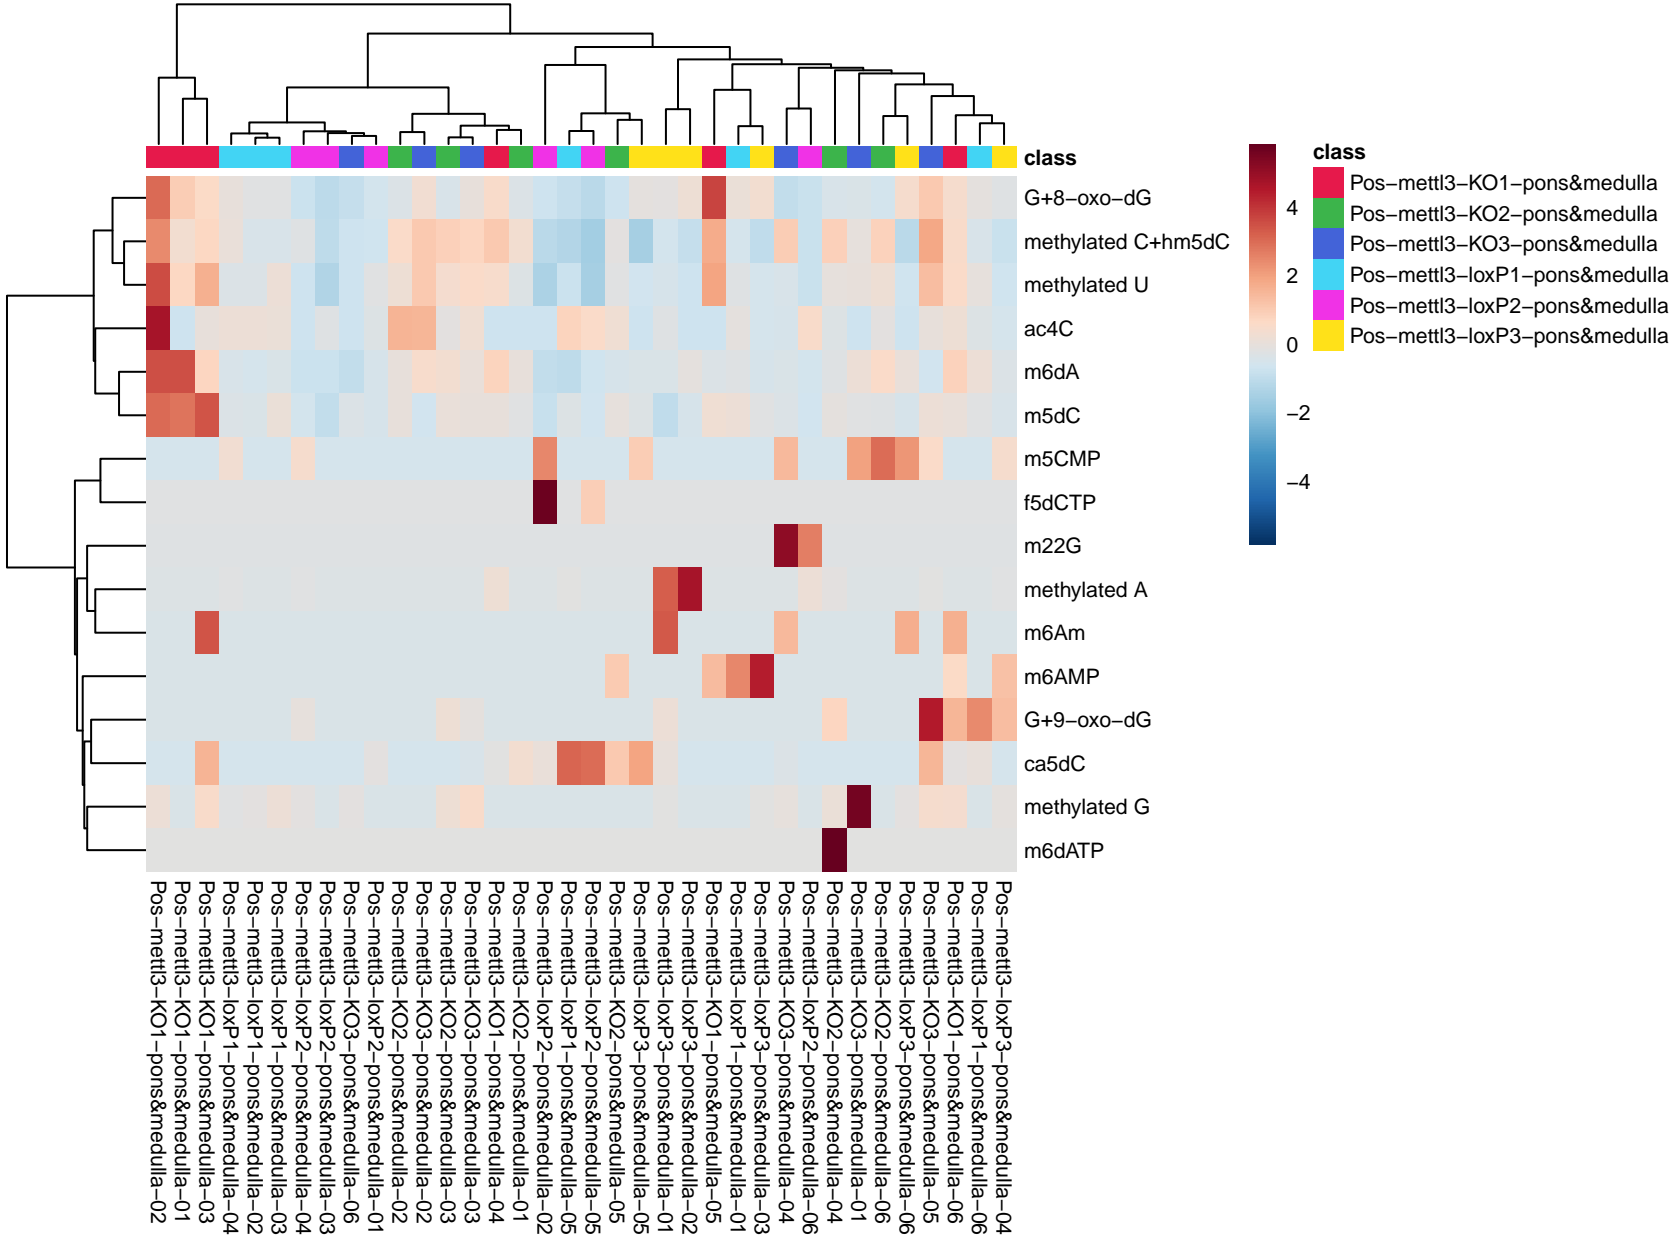 class
G+8−oxo−dG
methylated C+hm5dC
methylated U
ac4C
m6dA
m5dC
m5CMP
f5dCTP
m22G
methylated A
m6Am
m6AMP
G+9−oxo−dG
ca5dC
methylated G
m6dATP
4
2
0
−2
−4
class
Pos−mettl3−KO1−pons&medulla
Pos−mettl3−KO2−pons&medulla
Pos−mettl3−KO3−pons&medulla
Pos−mettl3−loxP1−pons&medulla
Pos−mettl3−loxP2−pons&medulla
Pos−mettl3−loxP3−pons&medulla
Pos−mettl3−KO1−pons&medulla−02
Pos−mettl3−KO1−pons&medulla−01
Pos−mettl3−KO1−pons&medulla−03
Pos−mettl3−loxP1−pons&medulla−04
Pos−mettl3−loxP1−pons&medulla−02
Pos−mettl3−loxP1−pons&medulla−03
Pos−mettl3−loxP2−pons&medulla−04
Pos−mettl3−loxP2−pons&medulla−03
Pos−mettl3−KO3−pons&medulla−06
Pos−mettl3−loxP2−pons&medulla−01
Pos−mettl3−KO2−pons&medulla−02
Pos−mettl3−KO3−pons&medulla−02
Pos−mettl3−KO2−pons&medulla−03
Pos−mettl3−KO3−pons&medulla−03
Pos−mettl3−KO1−pons&medulla−04
Pos−mettl3−KO2−pons&medulla−01
Pos−mettl3−loxP2−pons&medulla−02
Pos−mettl3−loxP1−pons&medulla−05
Pos−mettl3−loxP2−pons&medulla−05
Pos−mettl3−KO2−pons&medulla−05
Pos−mettl3−loxP3−pons&medulla−05
Pos−mettl3−loxP3−pons&medulla−01
Pos−mettl3−loxP3−pons&medulla−02
Pos−mettl3−KO1−pons&medulla−05
Pos−mettl3−loxP1−pons&medulla−01
Pos−mettl3−loxP3−pons&medulla−03
Pos−mettl3−KO3−pons&medulla−04
Pos−mettl3−loxP2−pons&medulla−06
Pos−mettl3−KO2−pons&medulla−04
Pos−mettl3−KO3−pons&medulla−01
Pos−mettl3−KO2−pons&medulla−06
Pos−mettl3−loxP3−pons&medulla−06
Pos−mettl3−KO3−pons&medulla−05
Pos−mettl3−KO1−pons&medulla−06
Pos−mettl3−loxP1−pons&medulla−06
Pos−mettl3−loxP3−pons&medulla−04